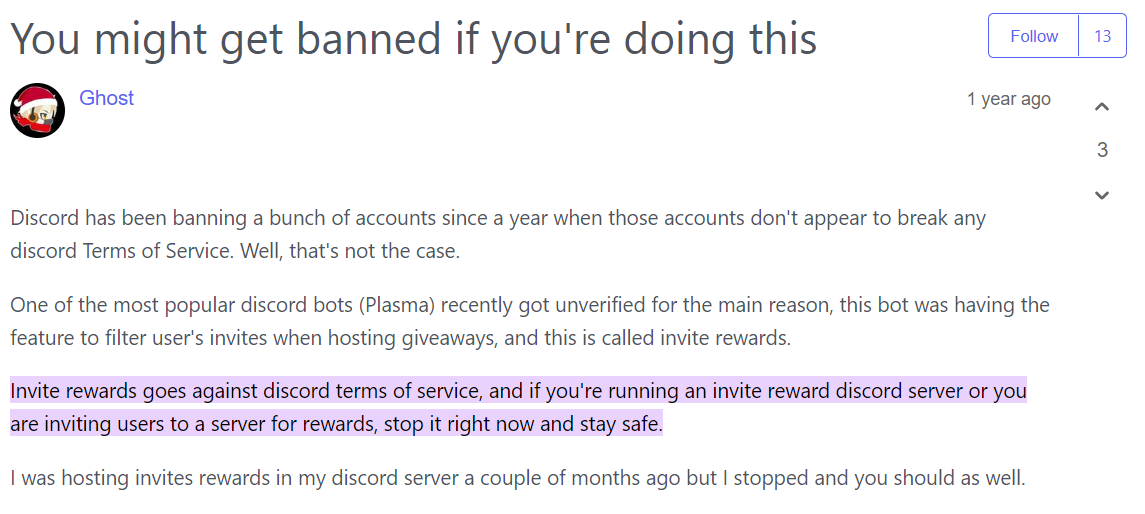 You might get banned if you're doing this
Follow
13
Ghost
1 year ago
3
Discord has been banning a bunch of accounts since a year when those accounts don't appear to break any
discord Terms of Service. Well, that's not the case.
One of the most popular discord bots (Plasma) recently got unverified for the main reason, this bot was having the
feature to filter user's invites when hosting giveaways, and this is called invite rewards.
Invite rewards goes against discord terms of service, and if you're running an invite reward discord server or you
are inviting users to a server for rewards, stop it right now and stay safe.
I was hosting invites rewards in my discord server a couple of months ago but I stopped and you should as well.